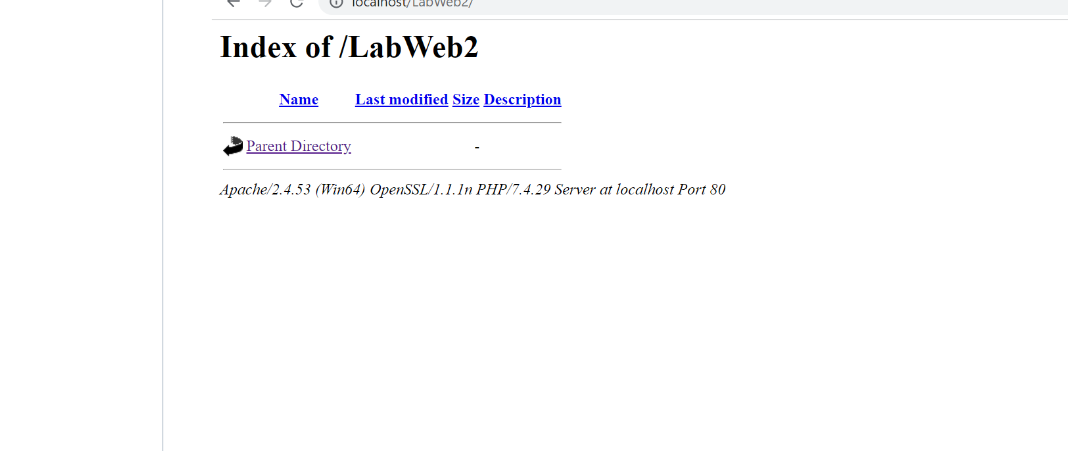 localhost/LabWeb2/
Index of /LabWeb2
Name Last modified Size Description
Parent Directory -
Apache/2.4.53 (Win64) OpenSSL/1.1.1n PHP/7.4.29 Server at localhost Port 80